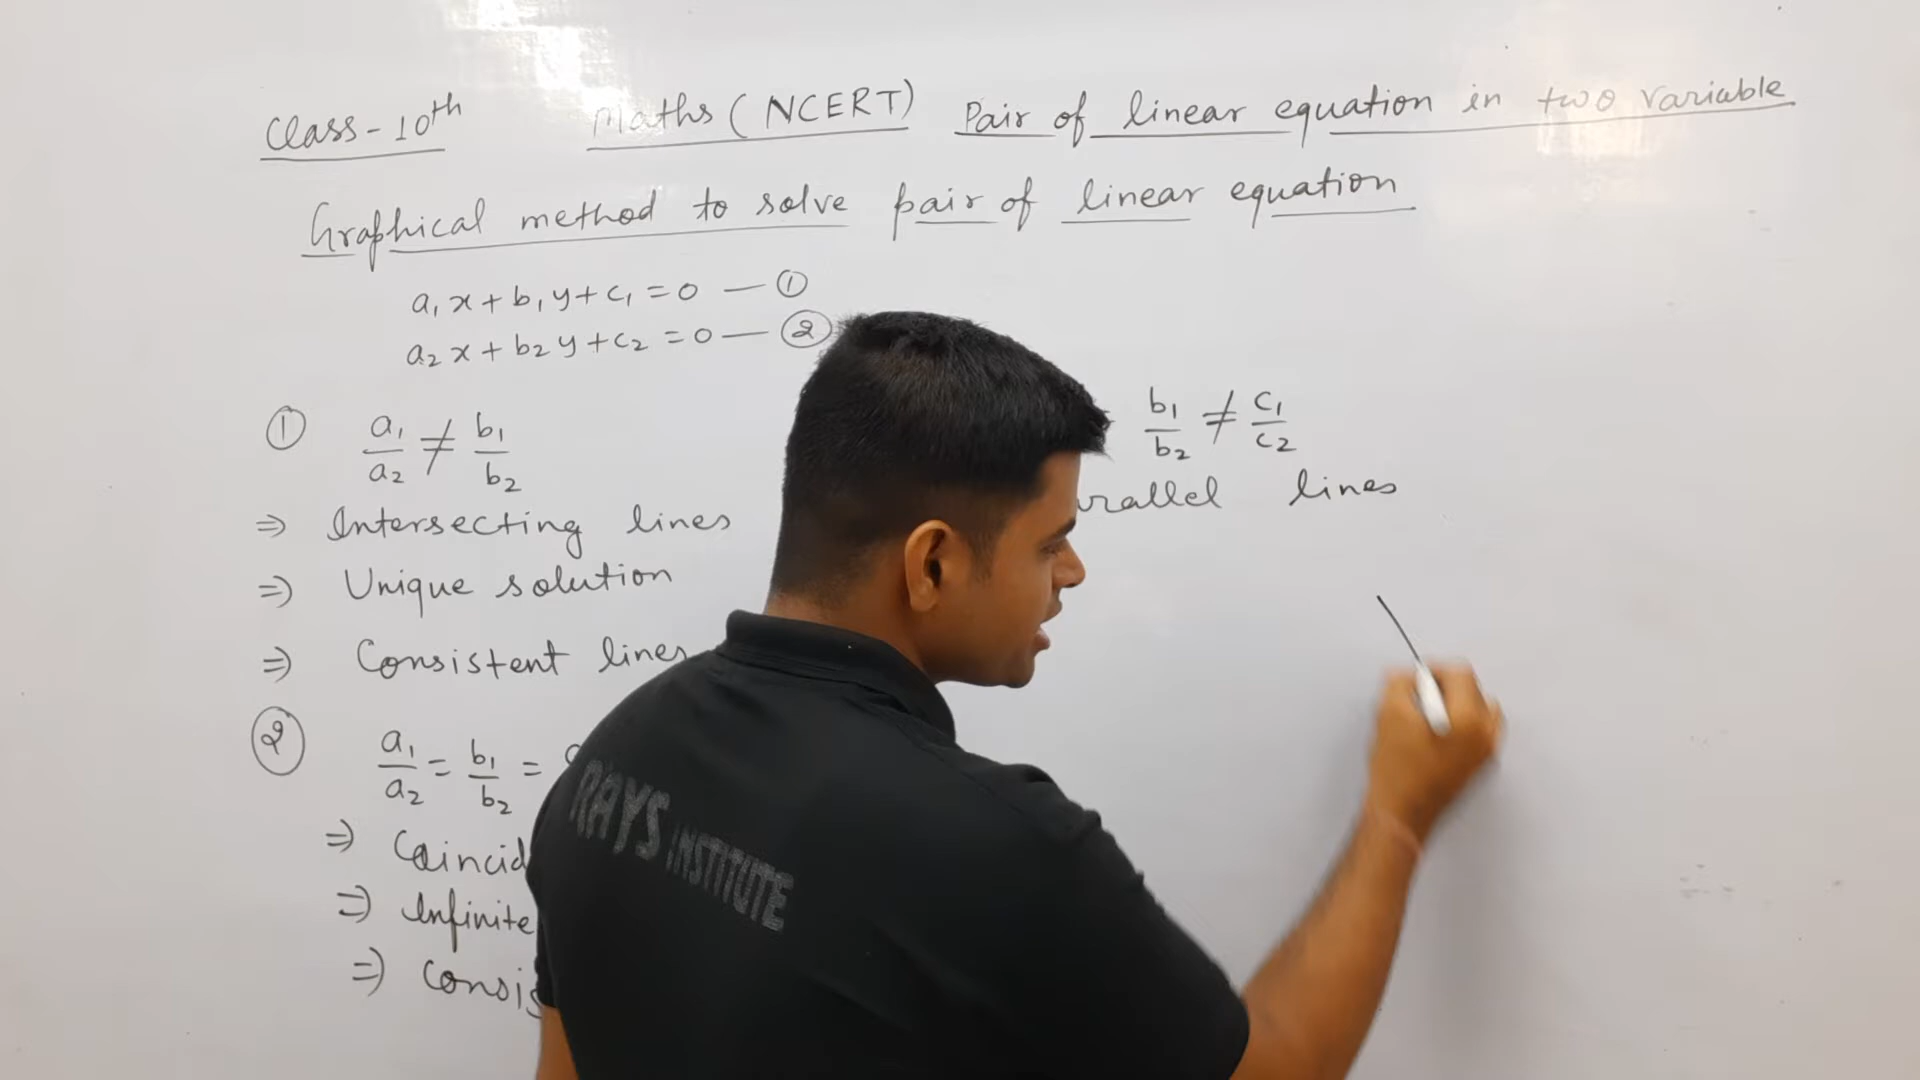 Class-10th Maths (NCERT) Pair of linear equation in two variable
Graphical method to solve pair of linear equation
a₁x + b₁y + c₁ = 0 — ①
a₂x + b₂y + c₂ = 0 — ②
① a₁/a₂ ≠ b₁/b₂
⇒ Intersecting lines
⇒ Unique solution
⇒ Consistent lines
② a₁/a₂ = b₁/b₂ =
⇒ Coincid
⇒ Infinite
⇒ Consis
b₁/b₂ ≠ c₁/c₂
rallel lines
RAYS INSTITUTE